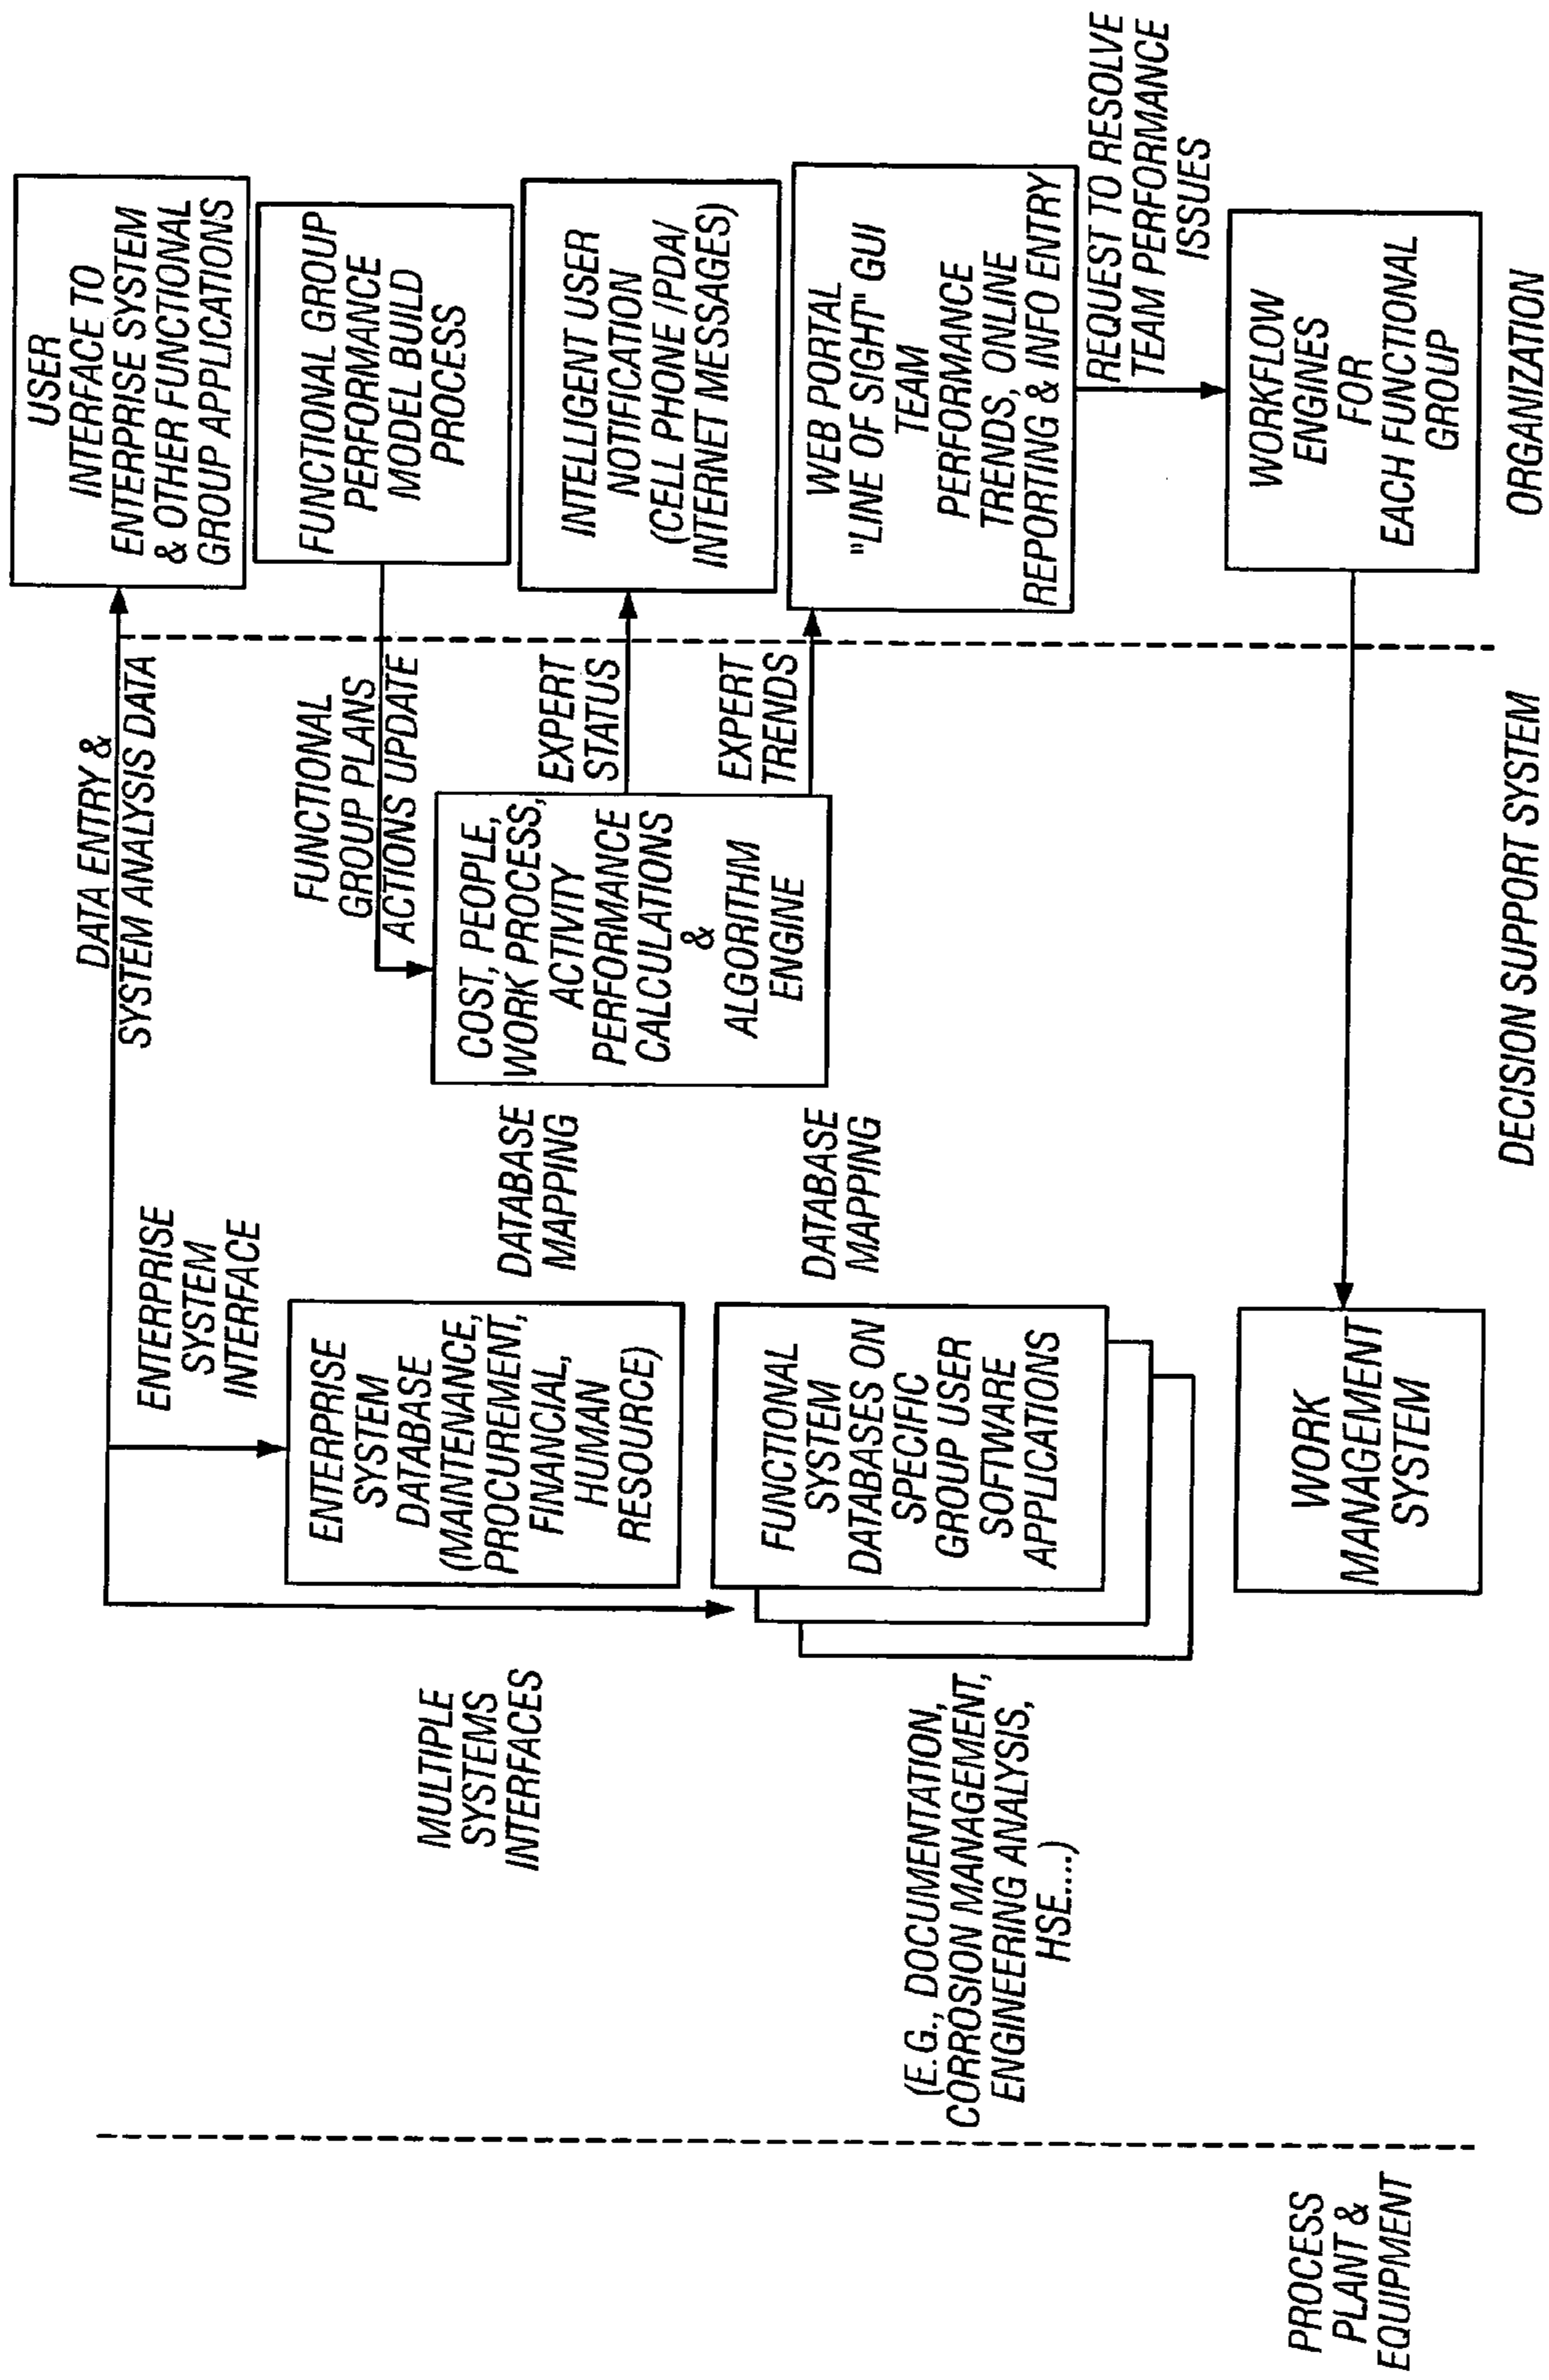 DATA ENTRY &
SYSTEM ANALYSIS DATA
USER
INTERFACE TO
ENTERPRISE SYSTEM
& OTHER FUNCTIONAL
GROUP APPLICATIONS
ENTERPRISE
SYSTEM
INTERFACE
FUNCTIONAL
GROUP PLANS
ACTIONS UPDATE
FUNCTIONAL GROUP
PERFORMANCE
MODEL BUILD
PROCESS
MULTIPLE
SYSTEMS
INTERFACES
ENTERPRISE
SYSTEM
DATABASE
(MAINTENANCE,
PROCUREMENT,
FINANCIAL,
HUMAN
RESOURCE)
DATABASE
MAPPING
COST, PEOPLE,
WORK PROCESS,
ACTIVITY
PERFORMANCE
CALCULATIONS
&
ALGORITHM
ENGINE
EXPERT
STATUS
INTELLIGENT USER
NOTIFICATION
(CELL PHONE /PDA/
INTERNET MESSAGES)
EXPERT
TRENDS
WEB PORTAL
"LINE OF SIGHT" GUI
TEAM
PERFORMANCE
TRENDS, ONLINE
REPORTING & INFO ENTRY
(E.G., DOCUMENTATION,
CORROSION MANAGEMENT,
ENGINEERING ANALYSIS,
HSE....)
FUNCTIONAL
SYSTEM
DATABASES ON
SPECIFIC
GROUP USER
SOFTWARE
APPLICATIONS
DATABASE
MAPPING
REQUEST TO RESOLVE
TEAM PERFORMANCE
ISSUES
WORK
MANAGEMENT
SYSTEM
WORKFLOW
ENGINES
FOR
EACH FUNCTIONAL
GROUP
PROCESS
PLANT &
EQUIPMENT
DECISION SUPPORT SYSTEM
ORGANIZATION